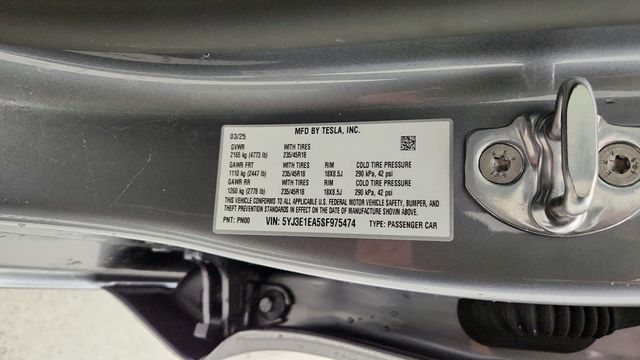 03/25 MFD BY TESLA, INC.
GVWR WITH TIRES
2165 kg (4773 lb) 235/45R18
GAWR FRT WITH TIRES RIM COLD TIRE PRESSURE
1110 kg (2447 lb) 235/45R18 18X8.5J 290 kPa, 42 psi
GAWR RR WITH TIRES RIM COLD TIRE PRESSURE
1260 kg (2778 lb) 235/45R18 18X8.5J 290 kPa, 42 psi
THIS VEHICLE CONFORMS TO ALL APPLICABLE U.S. FEDERAL MOTOR VEHICLE SAFETY, BUMPER, AND
THEFT PREVENTION STANDARDS IN EFFECT ON THE DATE OF MANUFACTURE SHOWN ABOVE.
PNT: PN00 VIN: 5YJ3E1EA5SF975474 TYPE: PASSENGER CAR